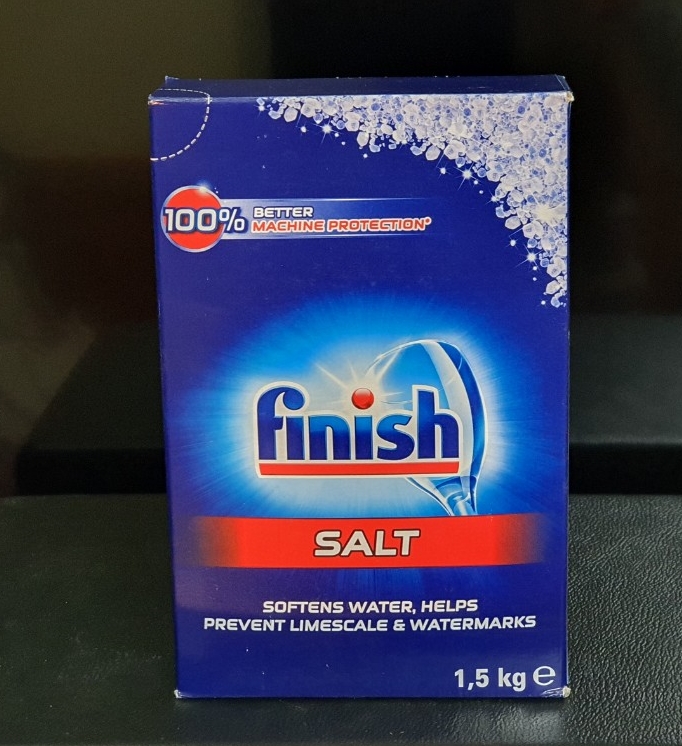 100% BETTER
MACHINE PROTECTION*
finish
SALT
SOFTENS WATER, HELPS
PREVENT LIMESCALE & WATERMARKS
1,5 kg ℮